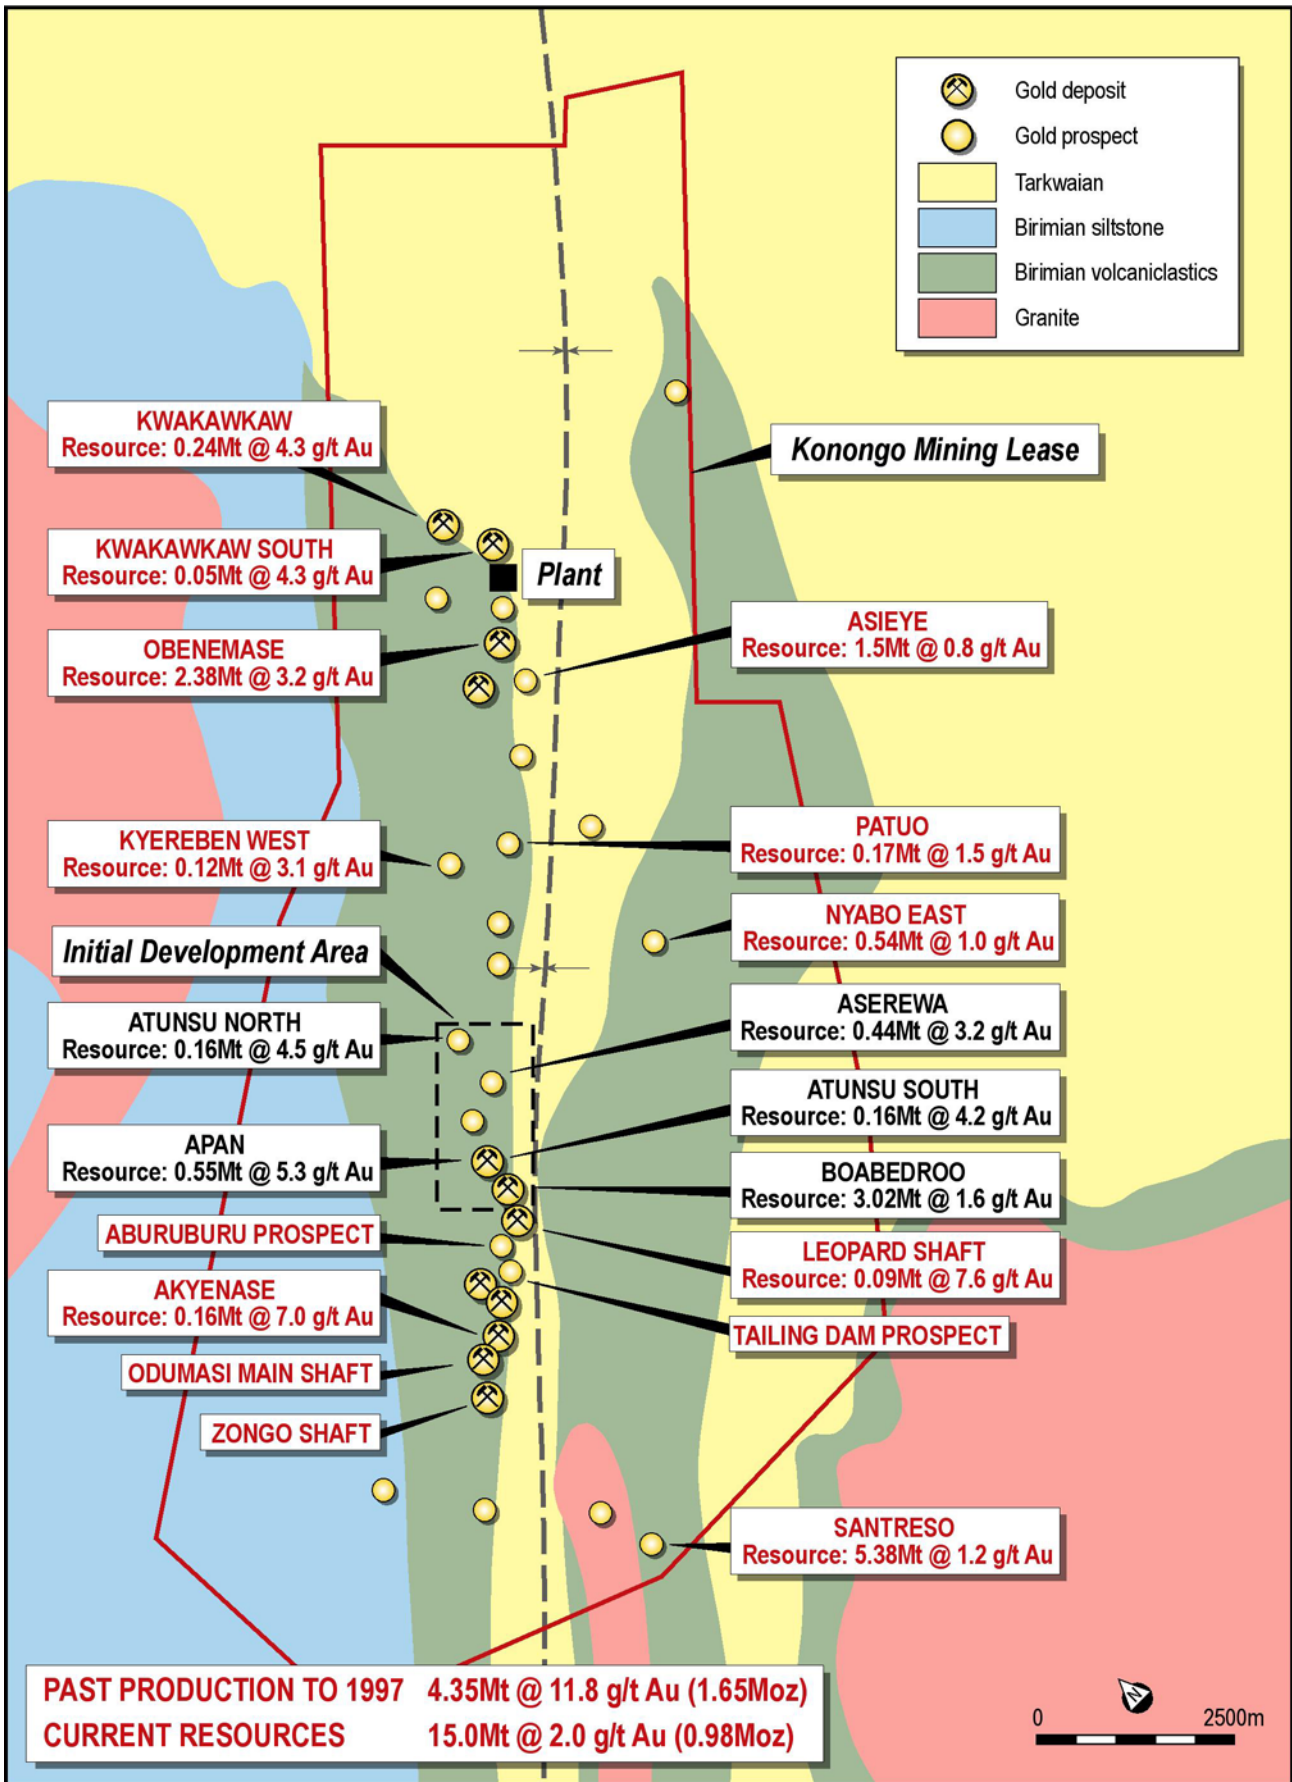 Gold deposit
Gold prospect
Tarkwaian
Birimian siltstone
Birimian volcaniclastics
Granite
KWAKAWKAW
Resource: 0.24Mt @ 4.3 g/t Au
Konongo Mining Lease
KWAKAWKAW SOUTH
Resource: 0.05Mt @ 4.3 g/t Au
Plant
OBENEMASE
Resource: 2.38Mt @ 3.2 g/t Au
ASIEYE
Resource: 1.5Mt @ 0.8 g/t Au
KYEREBEN WEST
Resource: 0.12Mt @ 3.1 g/t Au
PATUO
Resource: 0.17Mt @ 1.5 g/t Au
NYABO EAST
Resource: 0.54Mt @ 1.0 g/t Au
Initial Development Area
ATUNSU NORTH
Resource: 0.16Mt @ 4.5 g/t Au
ASEREWA
Resource: 0.44Mt @ 3.2 g/t Au
ATUNSU SOUTH
Resource: 0.16Mt @ 4.2 g/t Au
APAN
Resource: 0.55Mt @ 5.3 g/t Au
BOABEDROO
Resource: 3.02Mt @ 1.6 g/t Au
ABURUBURU PROSPECT
LEOPARD SHAFT
Resource: 0.09Mt @ 7.6 g/t Au
AKYENASE
Resource: 0.16Mt @ 7.0 g/t Au
TAILING DAM PROSPECT
ODUMASI MAIN SHAFT
ZONGO SHAFT
SANTRESO
Resource: 5.38Mt @ 1.2 g/t Au
PAST PRODUCTION TO 1997 4.35Mt @ 11.8 g/t Au (1.65Moz)
CURRENT RESOURCES 15.0Mt @ 2.0 g/t Au (0.98Moz)
N
0 2500m